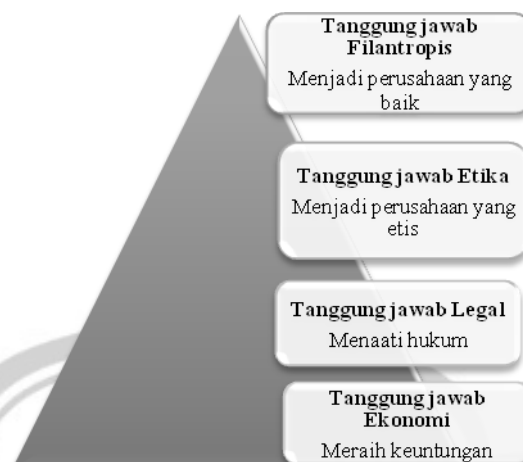 Tanggung jawab
Filantropis
Menjadi perusahaan yang
baik
Tanggung jawab Etika
Menjadi perusahaan yang
etis
Tanggung jawab Legal
Menaati hukum
Tanggung jawab
Ekonomi
Meraih keuntungan